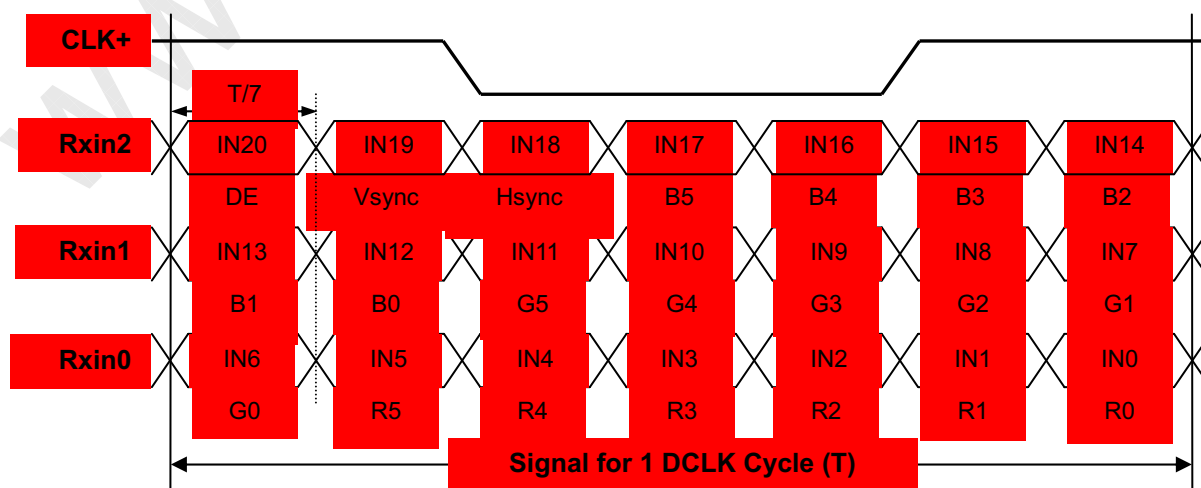 CLK+
T/7
Rxin2 IN20 IN19 IN18 IN17 IN16 IN15 IN14
DE Vsync Hsync B5 B4 B3 B2
Rxin1 IN13 IN12 IN11 IN10 IN9 IN8 IN7
B1 B0 G5 G4 G3 G2 G1
Rxin0 IN6 IN5 IN4 IN3 IN2 IN1 IN0
G0 R5 R4 R3 R2 R1 R0
Signal for 1 DCLK Cycle (T)